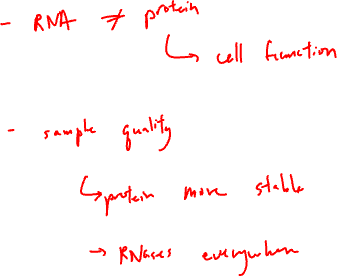 - RNA ≠ protein
↳ cell function
- sample quality
↳ protein more stable
→ RNases everywhere